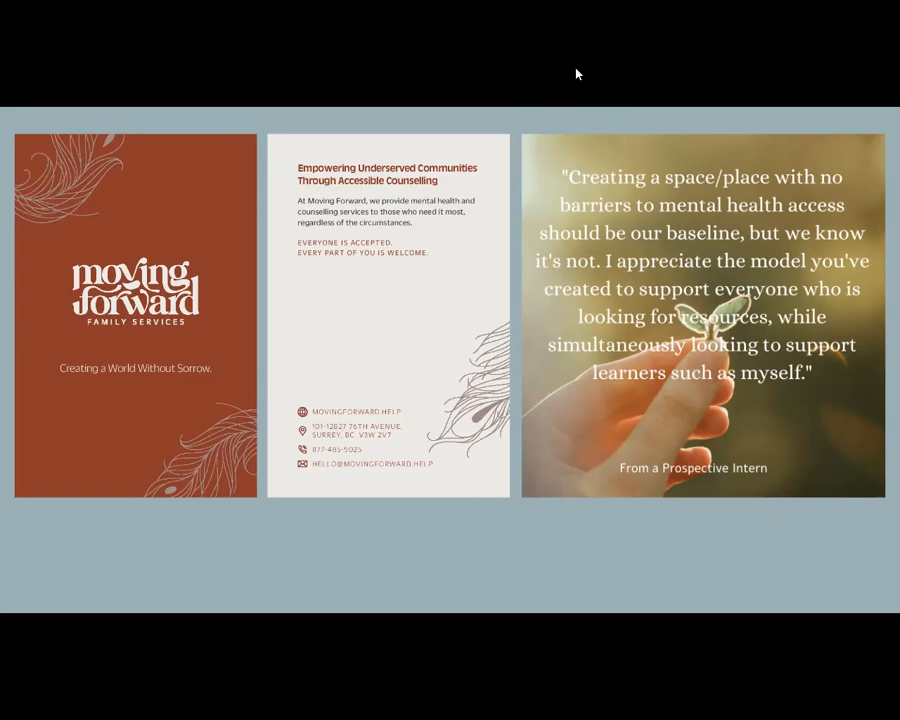 moving
forward
FAMILY SERVICES
Creating a World Without Sorrow.
Empowering Underserved Communities
Through Accessible Counselling
At Moving Forward, we provide mental health and
counselling services to those who need it most,
regardless of the circumstances.
EVERYONE IS ACCEPTED.
EVERY PART OF YOU IS WELCOME.
MOVINGFORWARD.HELP
101-12827 76TH AVENUE,
SURREY, BC V3W 2V7
877-485-5025
HELLO@MOVINGFORWARD.HELP
"Creating a space/place with no
barriers to mental health access
should be our baseline, but we know
it's not. I appreciate the model you've
created to support everyone who is
looking for resources, while
simultaneously looking to support
learners such as myself."
From a Prospective Intern